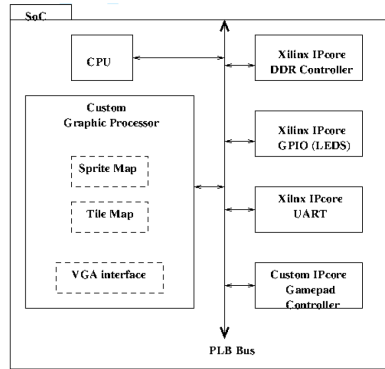 SoC
CPU
Custom
Graphic Processor
Sprite Map
Tile Map
VGA interface
Xilinx IPcore
DDR Controller
Xilinx IPcore
GPIO (LEDS)
Xilnx IPcore
UART
Custom IPcore
Gamepad
Controller
PLB Bus